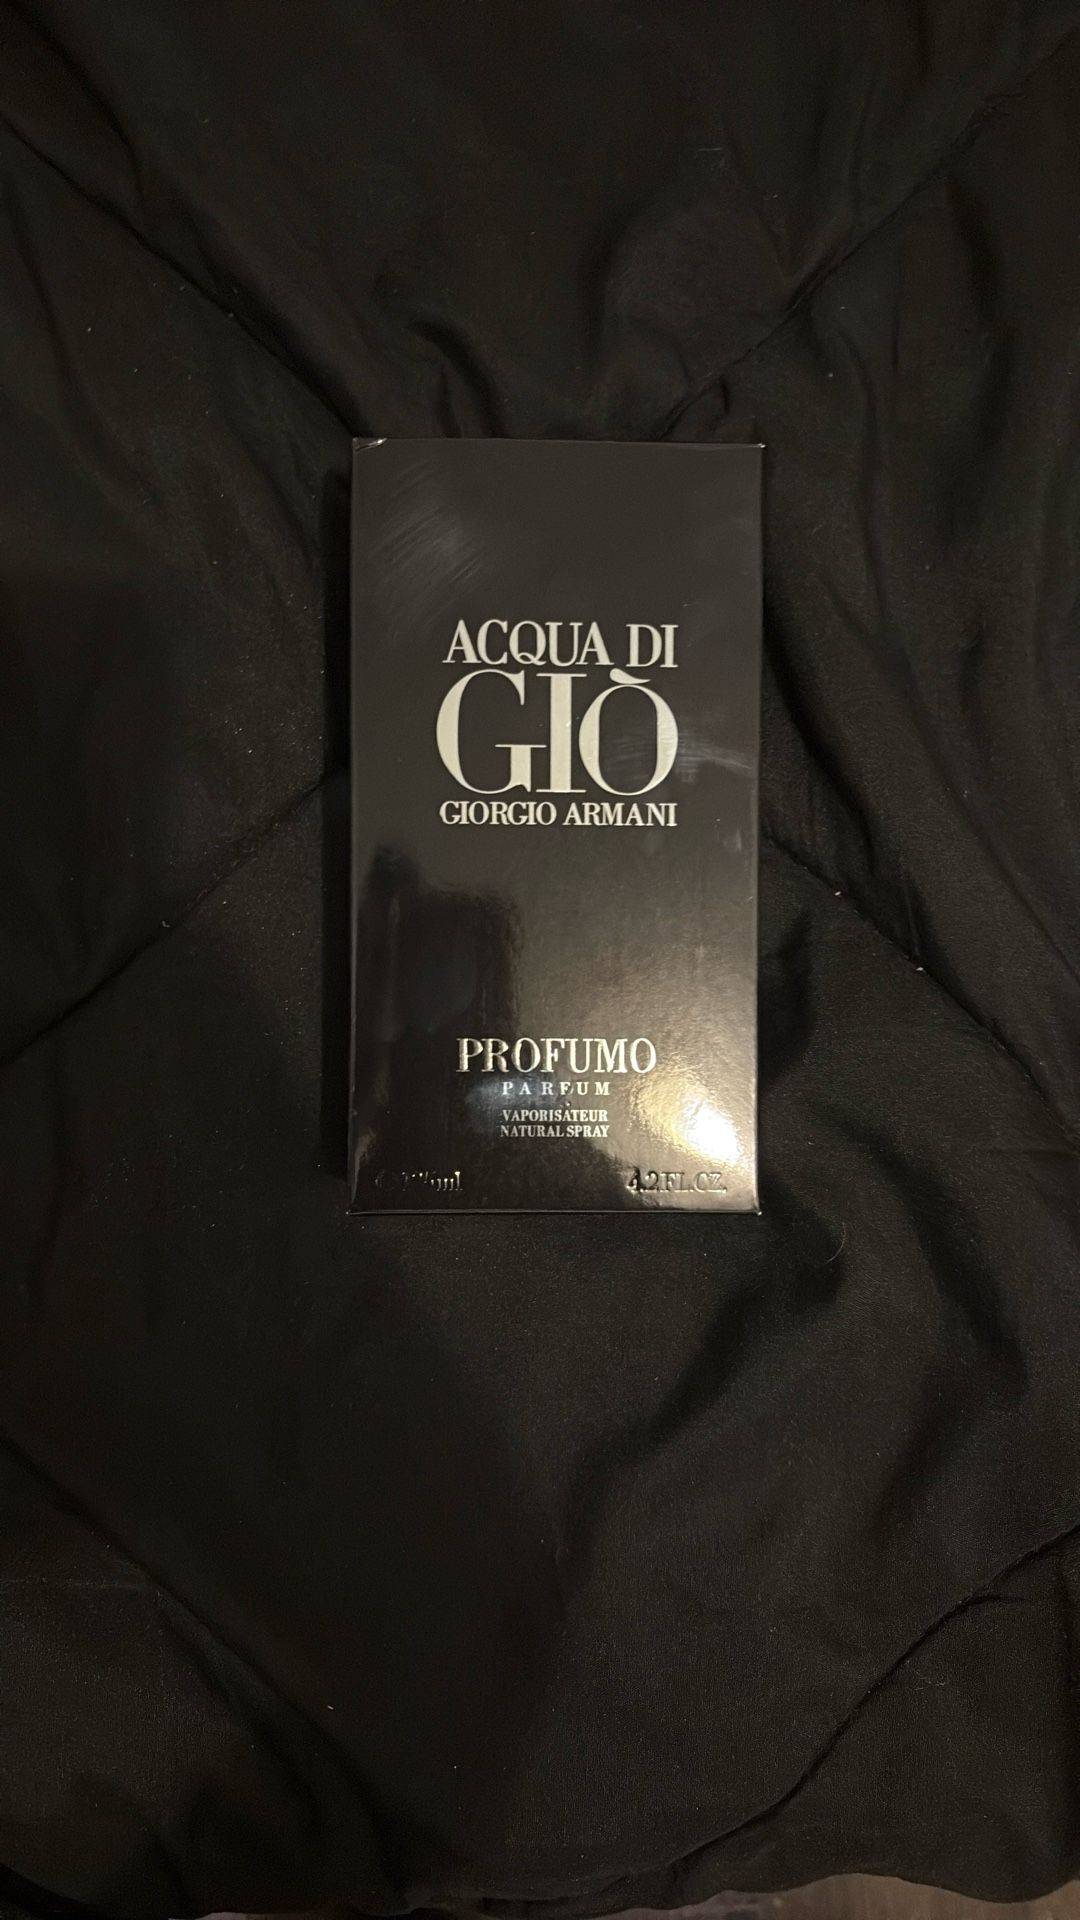 ACQUA DI
GIÒ
GIORGIO ARMANI
PROFUMO
PARFUM
VAPORISATEUR
NATURAL SPRAY
4.2 FL.OZ.